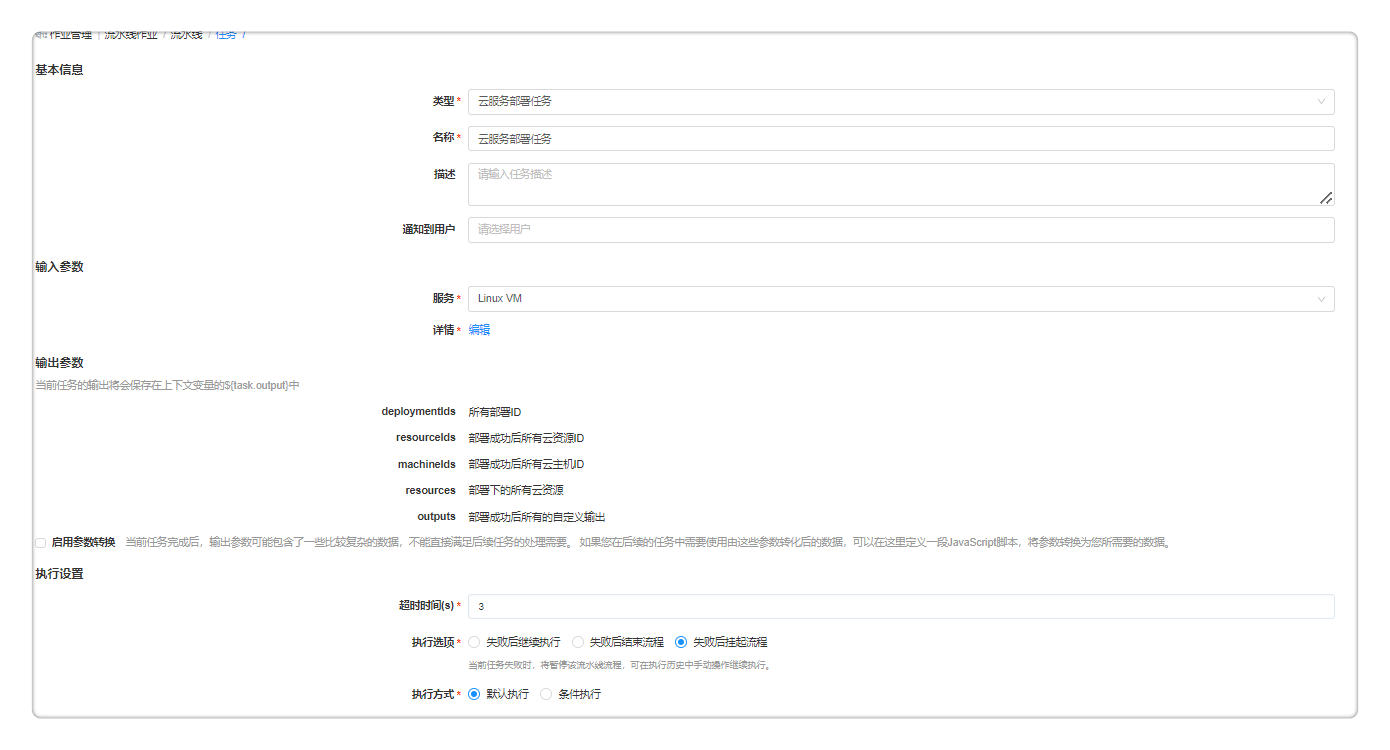 作业管理 | 流水线作业 / 流水线 / 任务 /
基本信息
类型 * 云服务部署任务
名称 * 云服务部署任务
描述 请输入任务描述
通知到用户 请选择用户
输入参数
服务 * Linux VM
详情 * 编辑
输出参数
当前任务的输出将会保存在上下文变量的${task.output}中
deploymentIds 所有部署ID
resourceIds 部署成功后所有云资源ID
machineIds 部署成功后所有云主机ID
resources 部署下的所有云资源
outputs 部署成功后所有的自定义输出
启用参数转换 当前任务完成后，输出参数可能包含了一些比较复杂的数据，不能直接满足后续任务的处理需要。 如果您在后续的任务中需要使用由这些参数转化后的数据，可以在这里定义一段JavaScript脚本，将参数转换为您所需要的数据。
执行设置
超时时间(s) * 3
执行选项 * 失败后继续执行 失败后结束流程 失败后挂起流程
当前任务失败时，将暂停该流水线流程，可在执行历史中手动操作继续执行。
执行方式 * 默认执行 条件执行